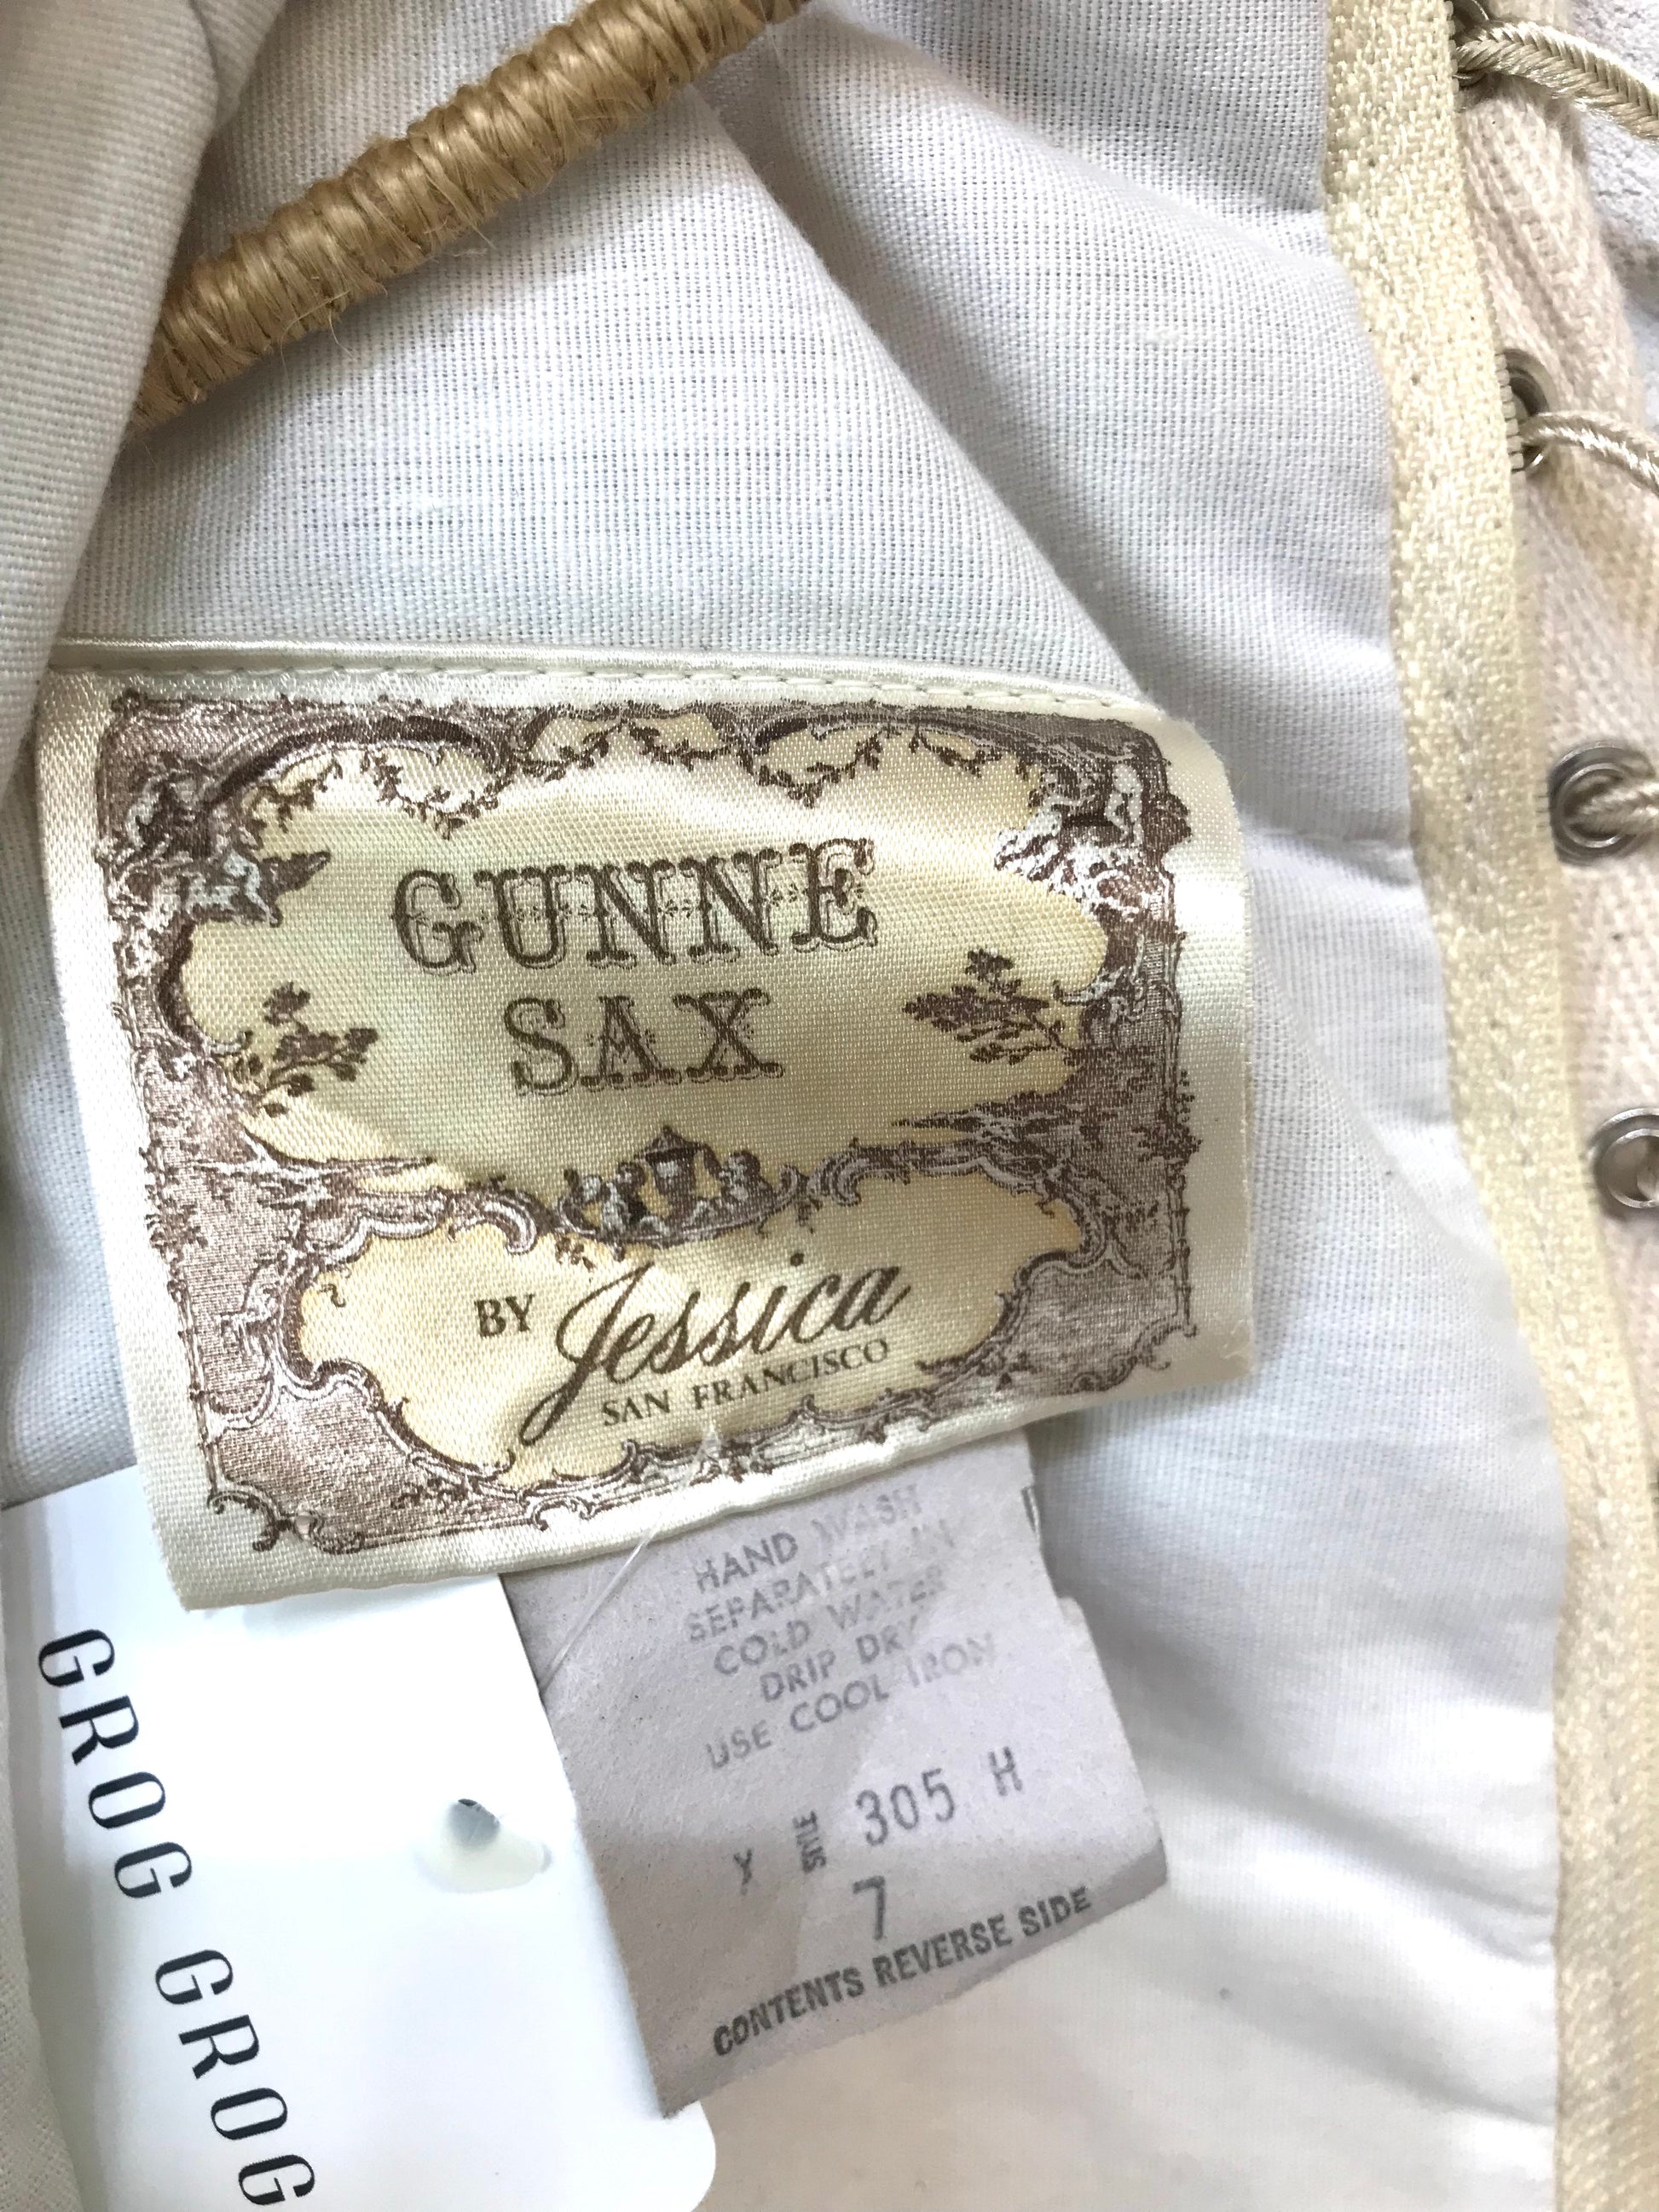 GUNNE
SAX
BY Jessica
SAN FRANCISCO
HAND WASH
SEPARATELY IN
COLD WATER
DRIP DRY
USE COOL IRON
305 H
X
7
CONTENTS REVERSE SIDE
GROG GROG